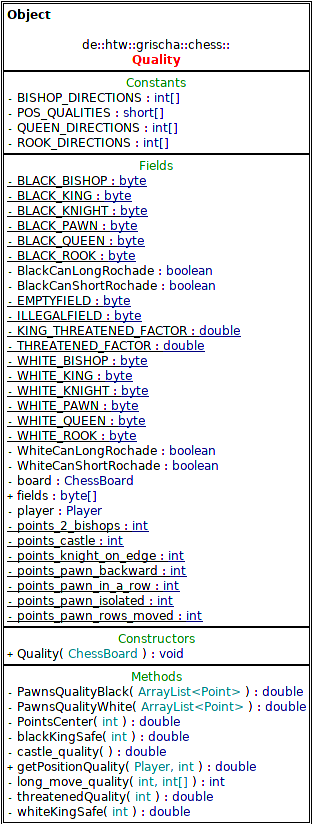 Object
de::htw::grischa::chess::
Quality
Constants
- BISHOP_DIRECTIONS : int[]
- POS_QUALITIES : short[]
- QUEEN_DIRECTIONS : int[]
- ROOK_DIRECTIONS : int[]
Fields
- BLACK_BISHOP : byte
- BLACK_KING : byte
- BLACK_KNIGHT : byte
- BLACK_PAWN : byte
- BLACK_QUEEN : byte
- BLACK_ROOK : byte
- BlackCanLongRochade : boolean
- BlackCanShortRochade : boolean
- EMPTYFIELD : byte
- ILLEGALFIELD : byte
- KING_THREATENED_FACTOR : double
- THREATENED_FACTOR : double
- WHITE_BISHOP : byte
- WHITE_KING : byte
- WHITE_KNIGHT : byte
- WHITE_PAWN : byte
- WHITE_QUEEN : byte
- WHITE_ROOK : byte
- WhiteCanLongRochade : boolean
- WhiteCanShortRochade : boolean
- board : ChessBoard
+ fields : byte[]
- player : Player
- points_2_bishops : int
- points_castle : int
- points_knight_on_edge : int
- points_pawn_backward : int
- points_pawn_in_a_row : int
- points_pawn_isolated : int
- points_pawn_rows_moved : int
Constructors
+ Quality( ChessBoard ) : void
Methods
- PawnsQualityBlack( ArrayList<Point> ) : double
- PawnsQualityWhite( ArrayList<Point> ) : double
- PointsCenter( int ) : double
- blackKingSafe( int ) : double
- castle_quality( ) : double
+ getPositionQuality( Player, int ) : double
- long_move_quality( int, int[] ) : int
- threatenedQuality( int ) : double
- whiteKingSafe( int ) : double